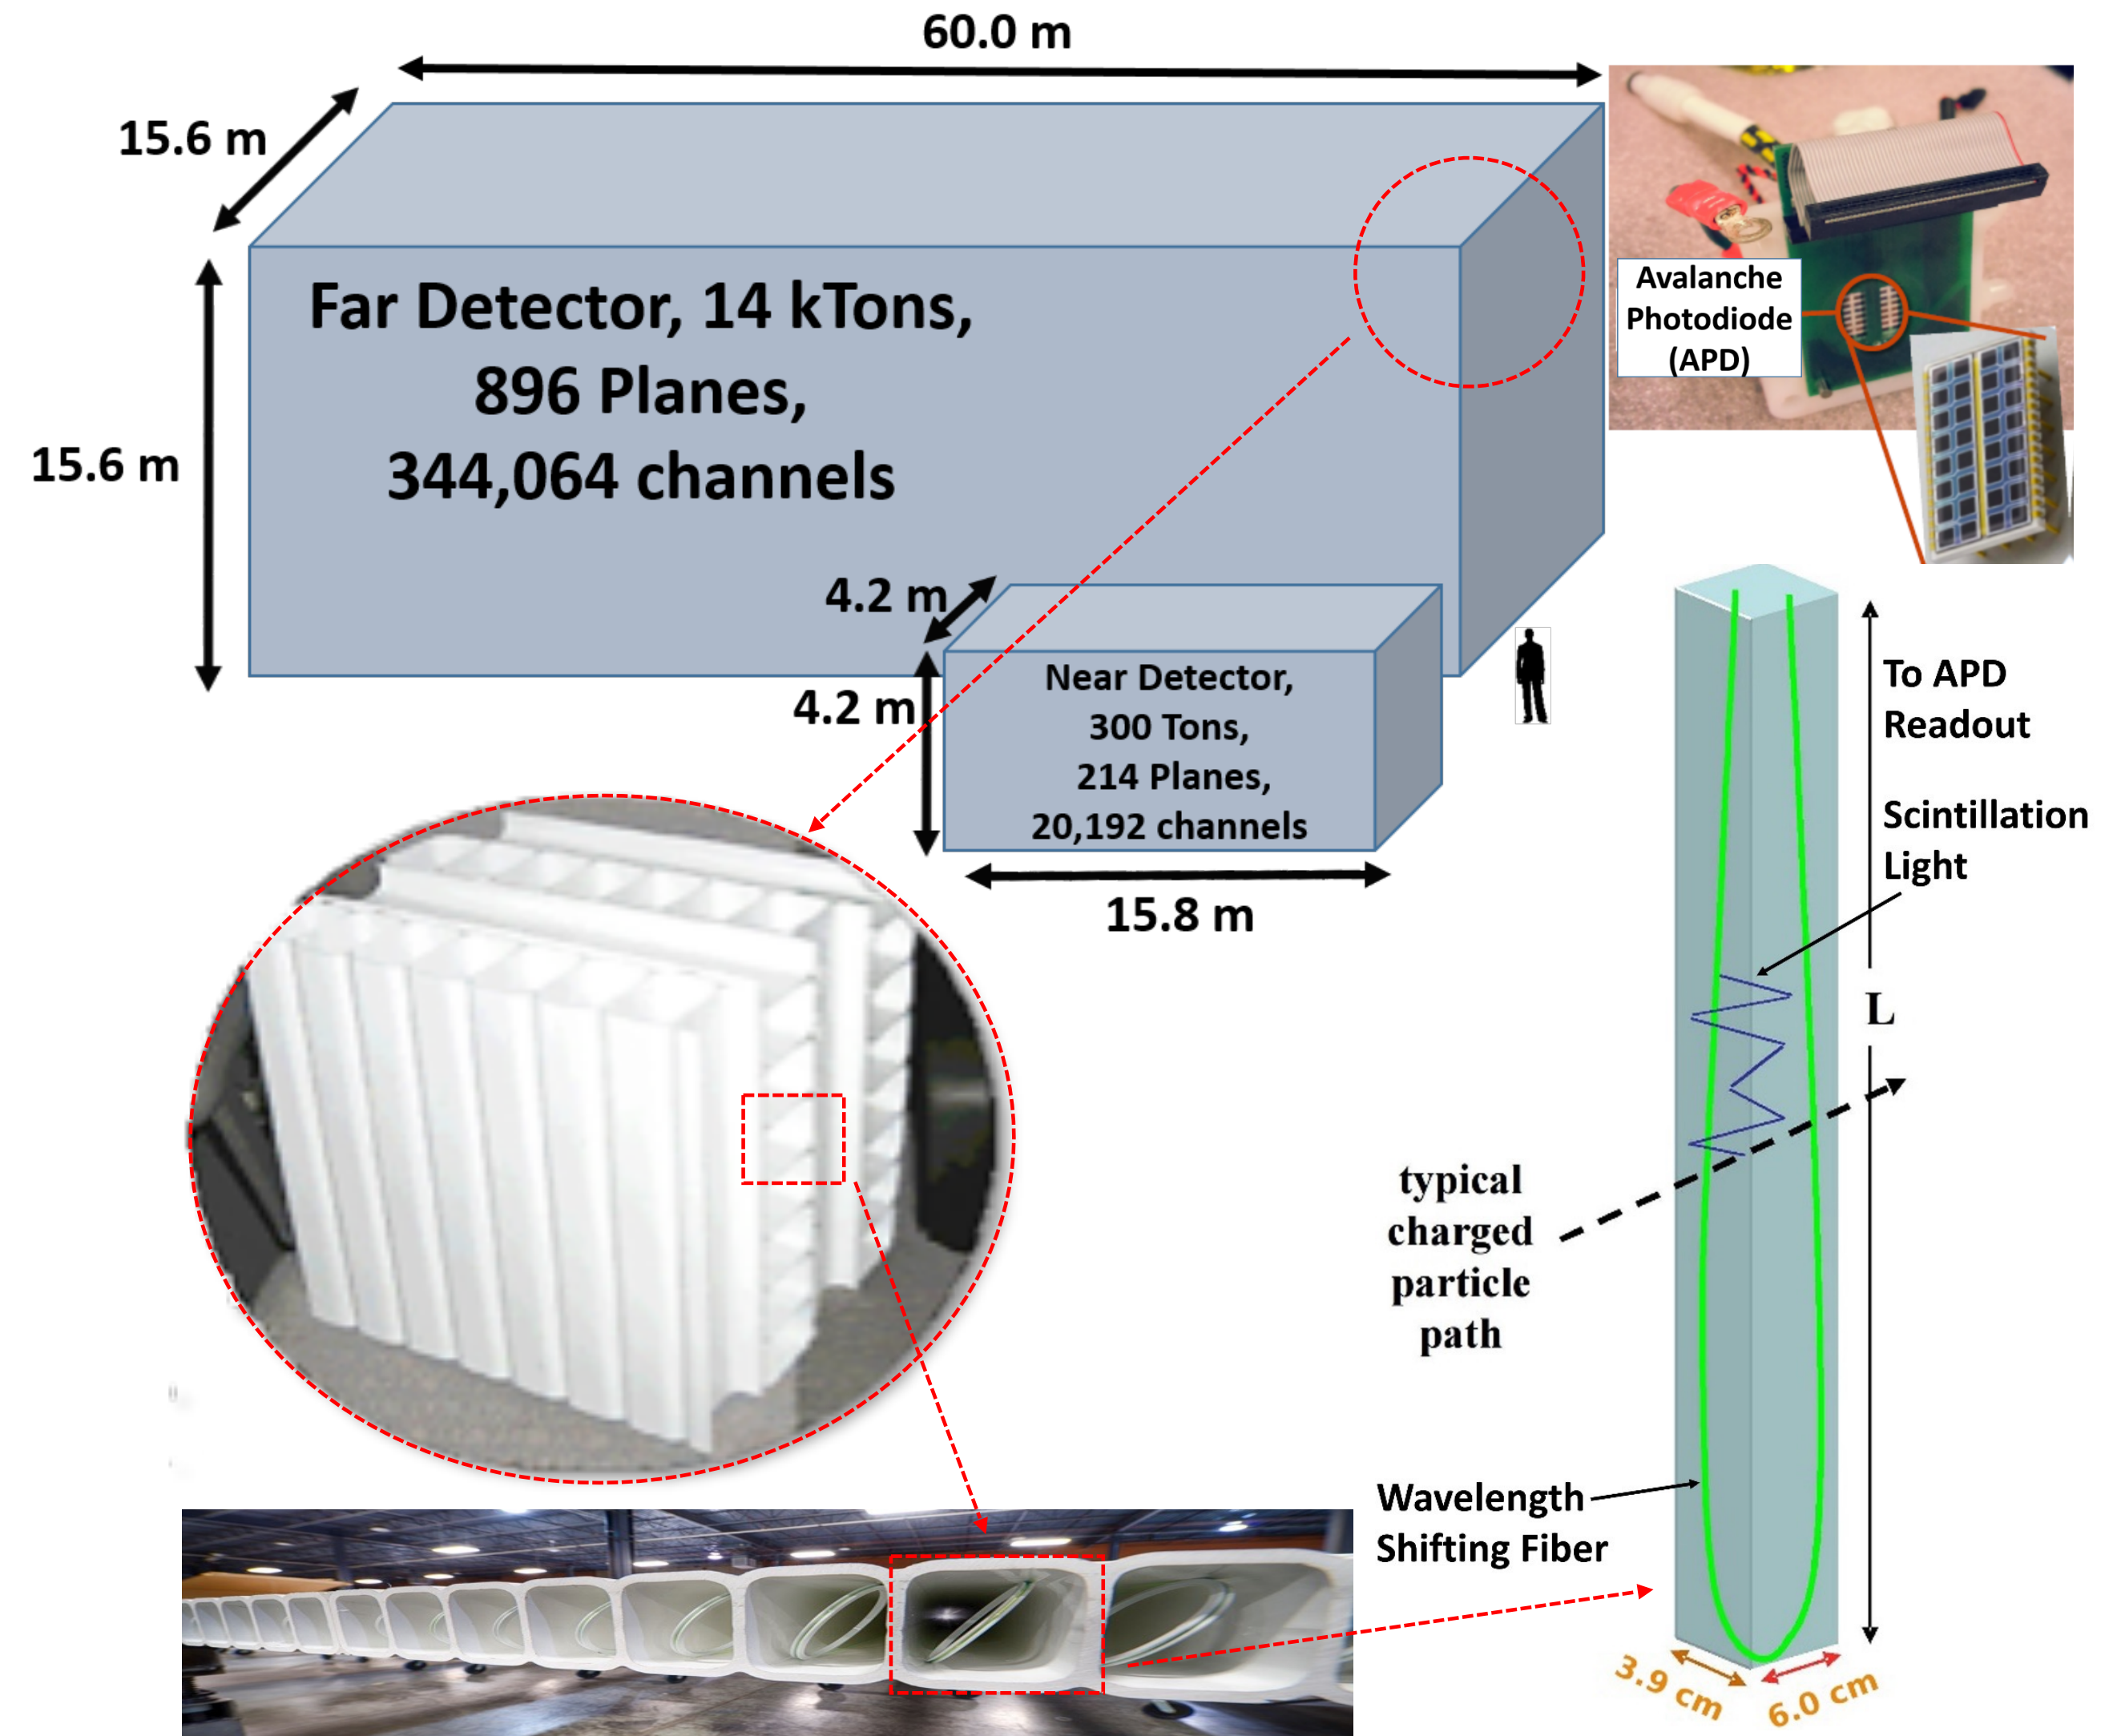 60.0 m
15.6 m
15.6 m
Far Detector, 14 kTons,
896 Planes,
344,064 channels
Avalanche
Photodiode
(APD)
4.2 m
4.2 m
Near Detector,
300 Tons,
214 Planes,
20,192 channels
15.8 m
To APD
Readout
Scintillation
Light
L
typical
charged
particle
path
Wavelength
Shifting Fiber
3.9 cm
6.0 cm